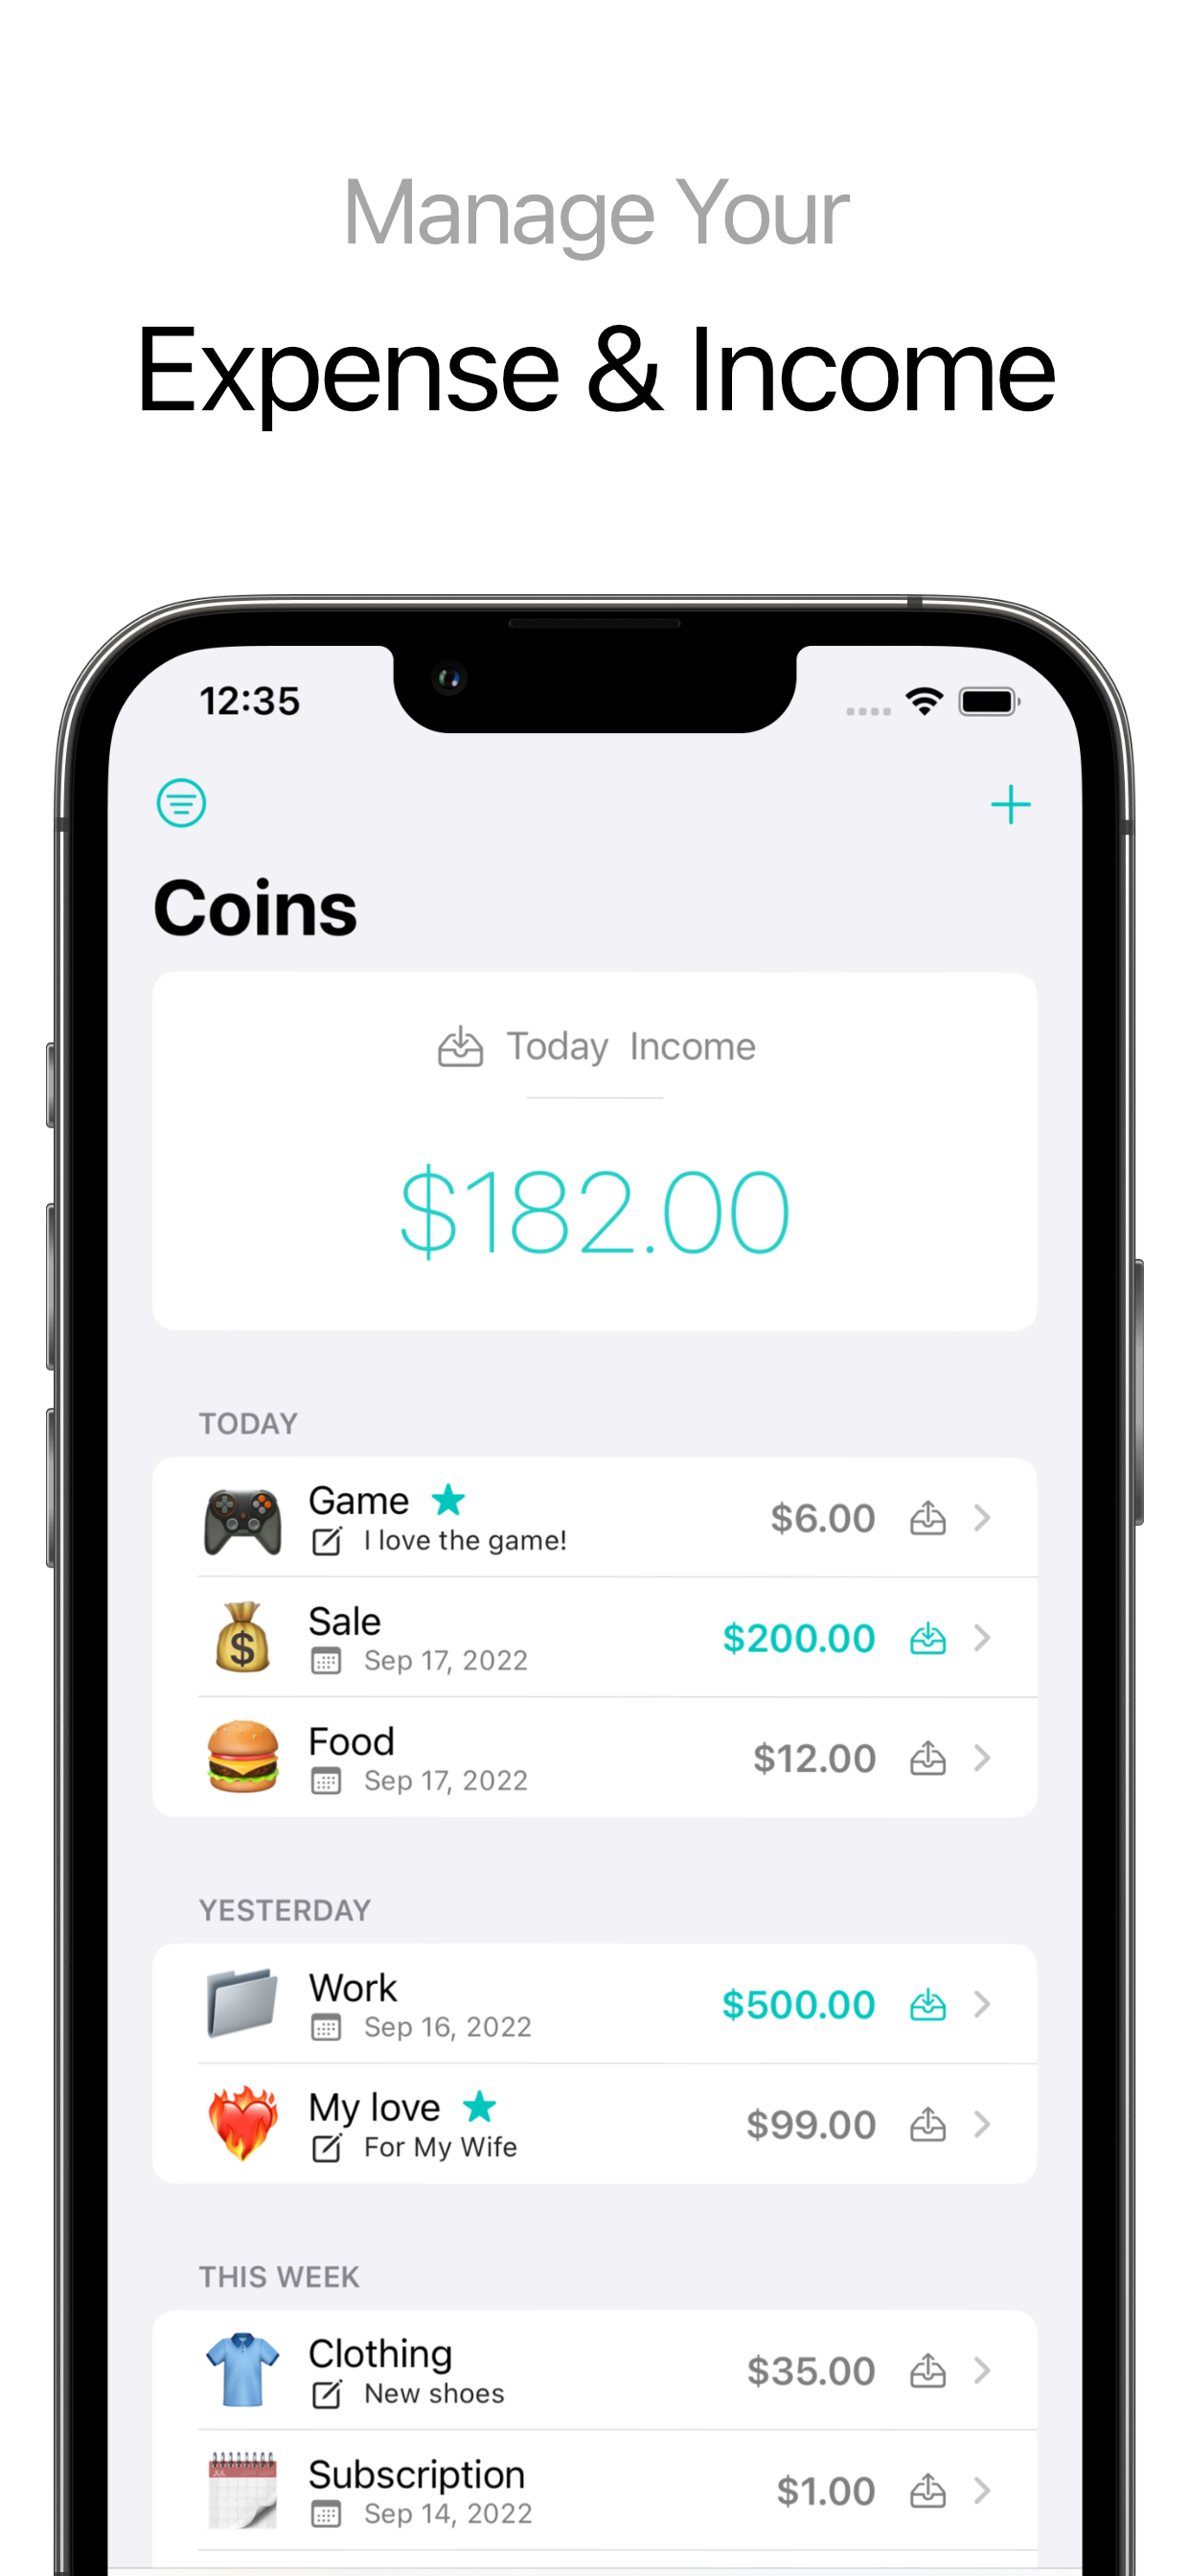 Manage Your
Expense & Income
12:35
Coins
Today Income
$182.00
TODAY
Game
$6.00
I love the game!
Sale
$200.00
Sep 17, 2022
Food
$12.00
Sep 17, 2022
YESTERDAY
Work
$500.00
Sep 16, 2022
My love
$99.00
For My Wife
THIS WEEK
Clothing
$35.00
New shoes
JUL
Subscription
$1.00
Sep 14, 2022